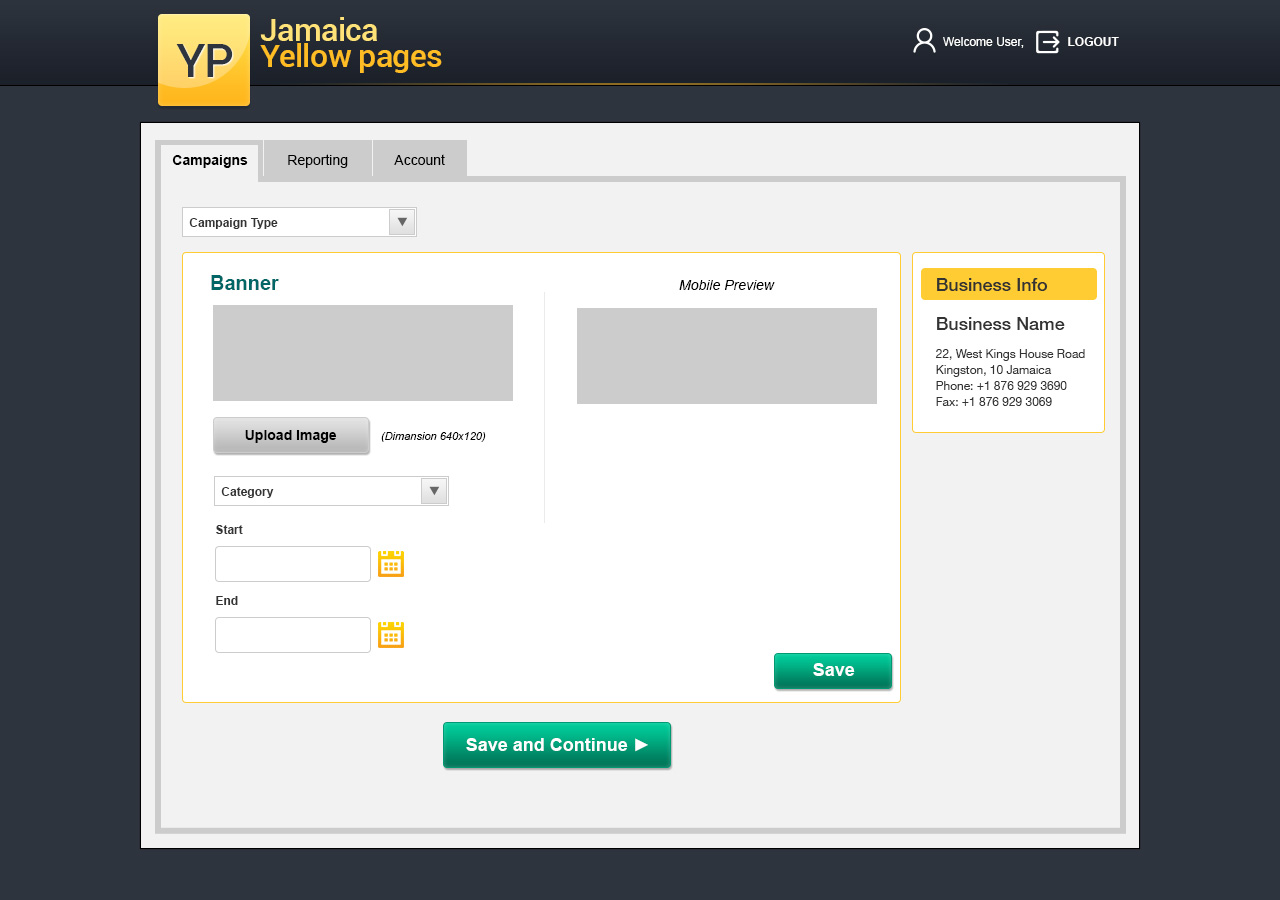 YP
Jamaica
Yellow pages
Welcome User,
LOGOUT
Campaigns
Reporting
Account
Campaign Type
Banner
Mobile Preview
Upload Image
(Dimansion 640x120)
Category
Start
End
Save
Save and Continue
Business Info
Business Name
22, West Kings House Road
Kingston, 10 Jamaica
Phone: +1 876 929 3690
Fax: +1 876 929 3069